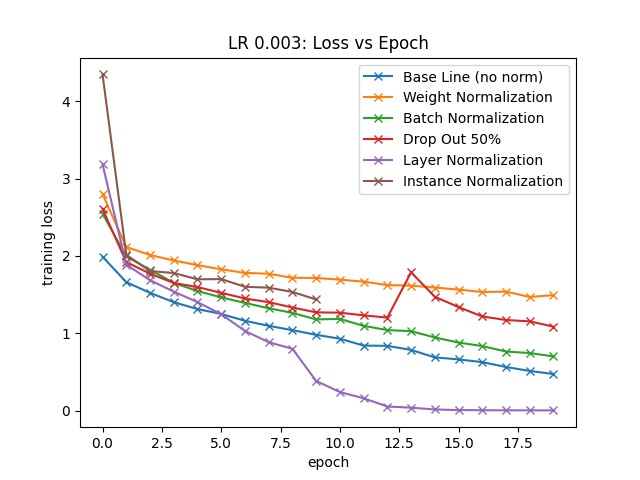 LR 0.003: Loss vs Epoch
Base Line (no norm)
Weight Normalization
Batch Normalization
Drop Out 50%
Layer Normalization
Instance Normalization
training loss
4
3
2
1
0
0.0 2.5 5.0 7.5 10.0 12.5 15.0 17.5
epoch